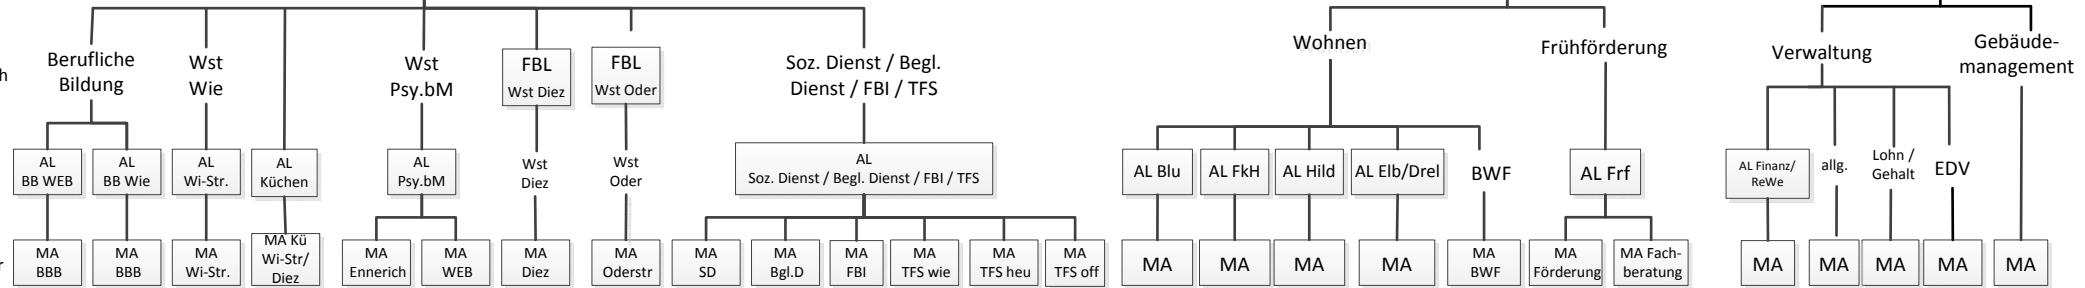 h
Berufliche
Bildung
Wst
Wie
Wst
Psy.bM
FBL
Wst Diez
FBL
Wst Oder
Soz. Dienst / Begl.
Dienst / FBI / TFS
Wohnen
Frühförderung
Verwaltung
Gebäude-
management
AL
BB WEB
AL
BB Wie
AL
Wi-Str.
AL
Küchen
AL
Psy.bM
Wst
Diez
Wst
Oder
AL
Soz. Dienst / Begl. Dienst / FBI / TFS
AL Blu
AL FkH
AL Hild
AL Elb/Drel
BWF
AL Frf
AL Finanz/
ReWe
allg.
Lohn /
Gehalt
EDV
r
MA
BBB
MA
BBB
MA
Wi-Str.
MA Kü
Wi-Str/
Diez
MA
Ennerich
MA
WEB
MA
Diez
MA
Oderstr
MA
SD
MA
Bgl.D
MA
FBI
MA
TFS wie
MA
TFS heu
MA
TFS off
MA
MA
MA
MA
MA
BWF
MA
Förderung
MA Fach-
beratung
MA
MA
MA
MA
MA